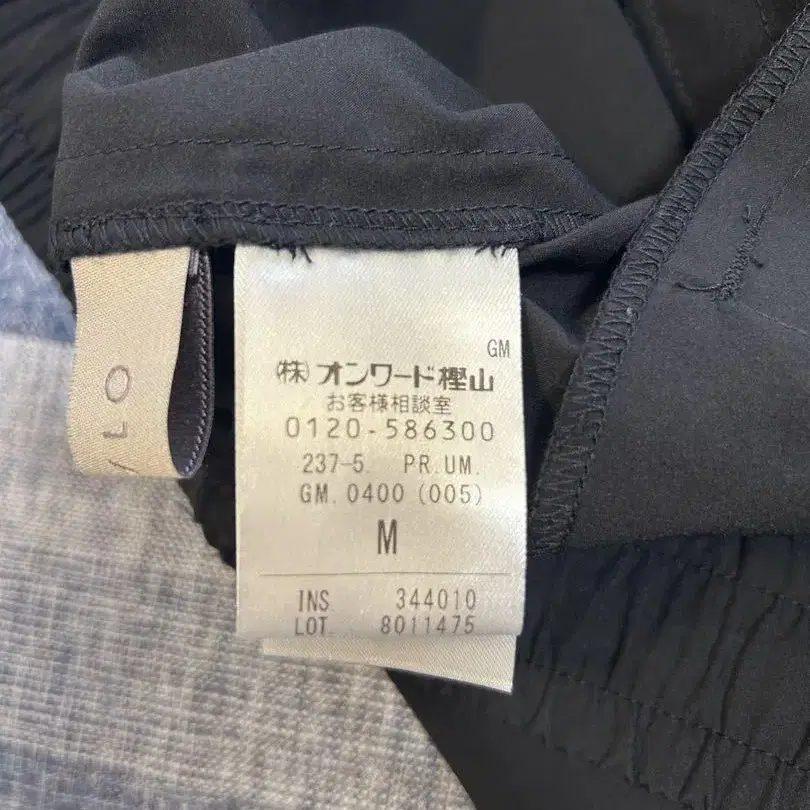 GM
㈱オンワード樫山
お客様相談室
0120-586300
237-5. PR.UM.
GM.0400(005)
M
INS 344010
LOT. 8011475
YLO